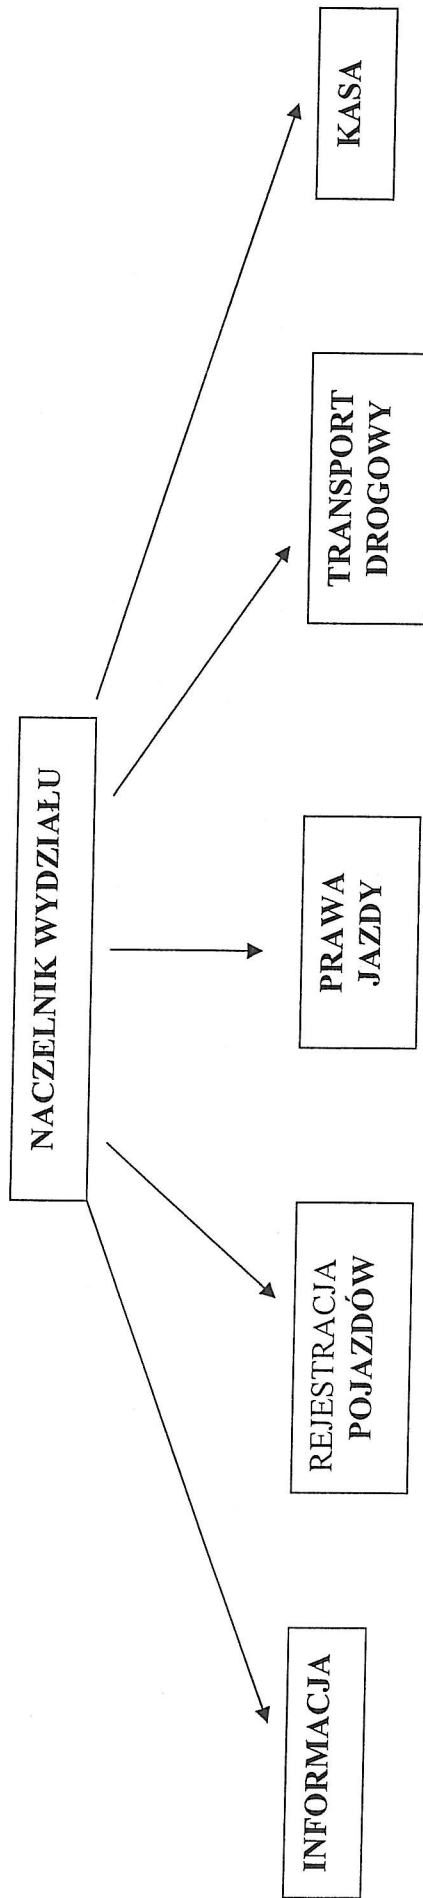 NACZELNIK WYDZIAŁU
INFORMACJA
REJESTRACJA
POJAZDÓW
PRAWA
JAZDY
TRANSPORT
DROGOWY
KASA